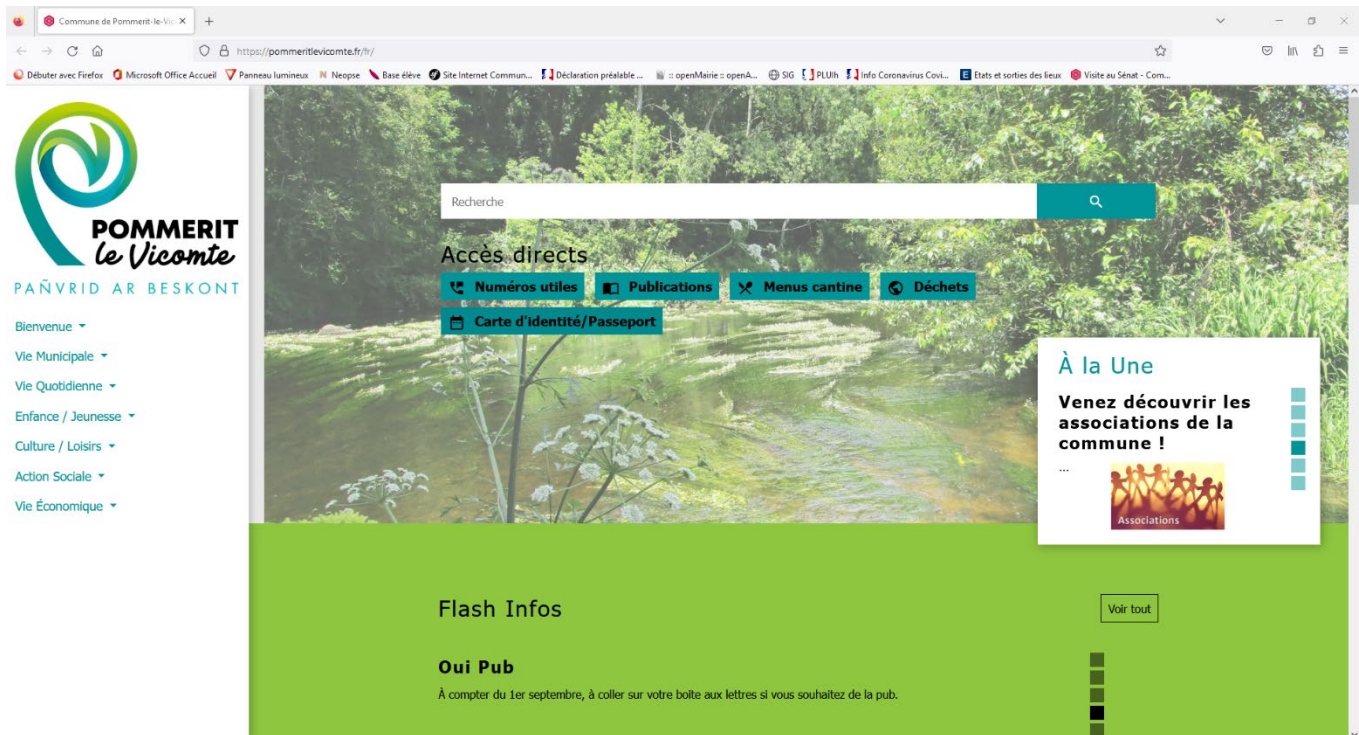 Commune de Pommerit-le-Vic
https://pommeritlevicomte.fr/fr/
Débuter avec Firefox Microsoft Office Accueil Panneau lumineux Neopse Base élève Site Internet Commun... Déclaration préalable ... :: openMairie :: openA... SIG PLUIh Info Coronavirus Covi... Etats et sorties des lieux Visite au Sénat - Com...
POMMERIT
le Vicomte
PAÑVRID AR BESKONT
Bienvenue
Vie Municipale
Vie Quotidienne
Enfance / Jeunesse
Culture / Loisirs
Action Sociale
Vie Économique
Recherche
Accès directs
Numéros utiles Publications Menus cantine Déchets
Carte d'identité/Passeport
À la Une
Venez découvrir les
associations de la
commune !
...
Associations
Flash Infos
Voir tout
Oui Pub
À compter du 1er septembre, à coller sur votre boite aux lettres si vous souhaitez de la pub.